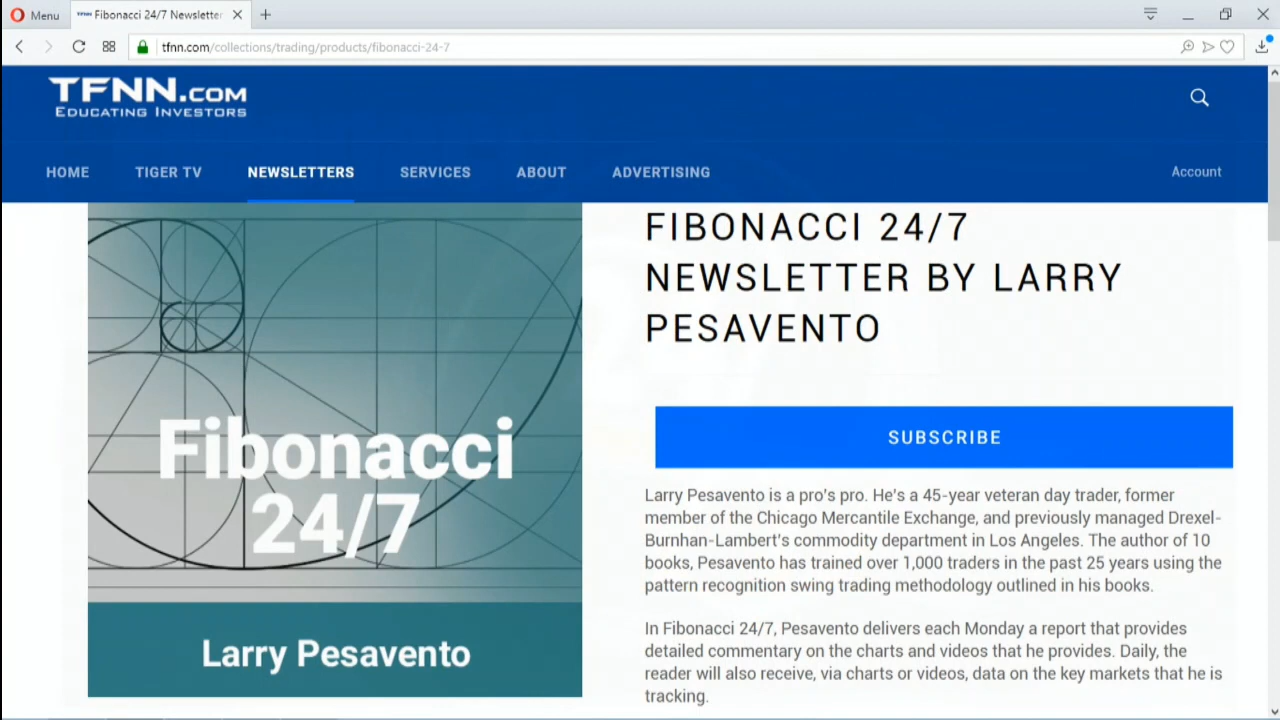 Menu
Fibonacci 24/7 Newsletter
tfnn.com/collections/trading/products/fibonacci-24-7
TFNN.COM
EDUCATING INVESTORS
HOME
TIGER TV
NEWSLETTERS
SERVICES
ABOUT
ADVERTISING
Account
Fibonacci
24/7
Larry Pesavento
FIBONACCI 24/7
NEWSLETTER BY LARRY
PESAVENTO
SUBSCRIBE
Larry Pesavento is a pro's pro. He's a 45-year veteran day trader, former
member of the Chicago Mercantile Exchange, and previously managed Drexel-
Burnhan-Lambert's commodity department in Los Angeles. The author of 10
books, Pesavento has trained over 1,000 traders in the past 25 years using the
pattern recognition swing trading methodology outlined in his books.
In Fibonacci 24/7, Pesavento delivers each Monday a report that provides
detailed commentary on the charts and videos that he provides. Daily, the
reader will also receive, via charts or videos, data on the key markets that he is
tracking.